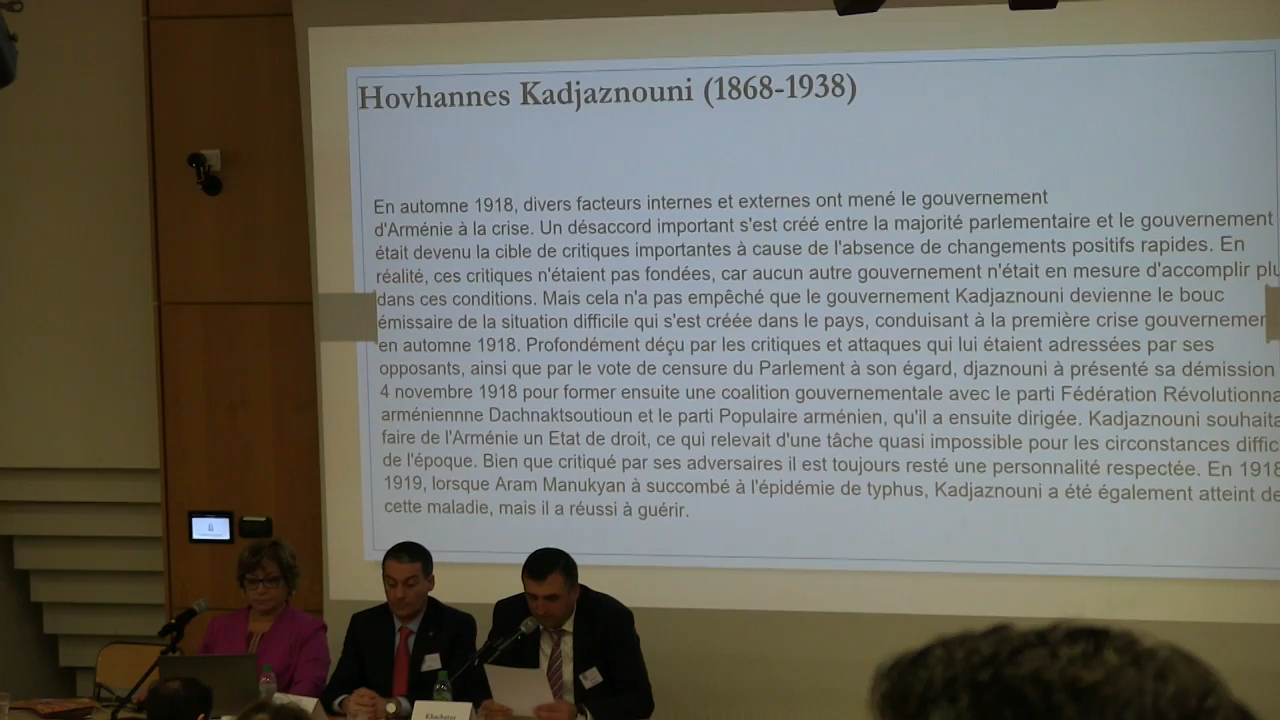 Hovhannes Kadjaznouni (1868-1938)
En automne 1918, divers facteurs internes et externes ont mené le gouvernement
d'Arménie à la crise. Un désaccord important s'est créé entre la majorité parlementaire et le gouvernement
était devenu la cible de critiques importantes à cause de l'absence de changements positifs rapides. En
réalité, ces critiques n'étaient pas fondées, car aucun autre gouvernement n'était en mesure d'accomplir plu
dans ces conditions. Mais cela n'a pas empêché que le gouvernement Kadjaznouni devienne le bouc
émissaire de la situation difficile qui s'est créée dans le pays, conduisant à la première crise gouvernemen
en automne 1918. Profondément déçu par les critiques et attaques qui lui étaient adressées par ses
opposants, ainsi que par le vote de censure du Parlement à son égard, djaznouni à présenté sa démission
4 novembre 1918 pour former ensuite une coalition gouvernementale avec le parti Fédération Révolutionna
arméniennne Dachnaktsoutioun et le parti Populaire arménien, qu'il a ensuite dirigée. Kadjaznouni souhaita
faire de l'Arménie un Etat de droit, ce qui relevait d'une tâche quasi impossible pour les circonstances diffic
de l'époque. Bien que critiqué par ses adversaires il est toujours resté une personnalité respectée. En 1918
1919, lorsque Aram Manukyan à succombé à l'épidémie de typhus, Kadjaznouni a été également atteint de
cette maladie, mais il a réussi à guérir.
Khachatur